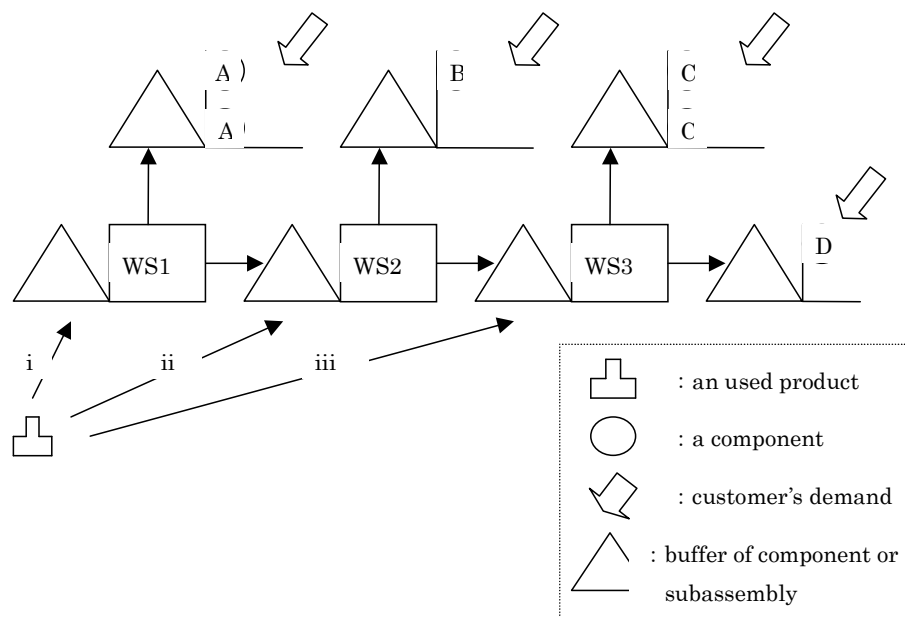 A
B
C
A
C
D
WS1
WS2
WS3
i
ii
iii
: an used product
: a component
: customer's demand
: buffer of component or
subassembly